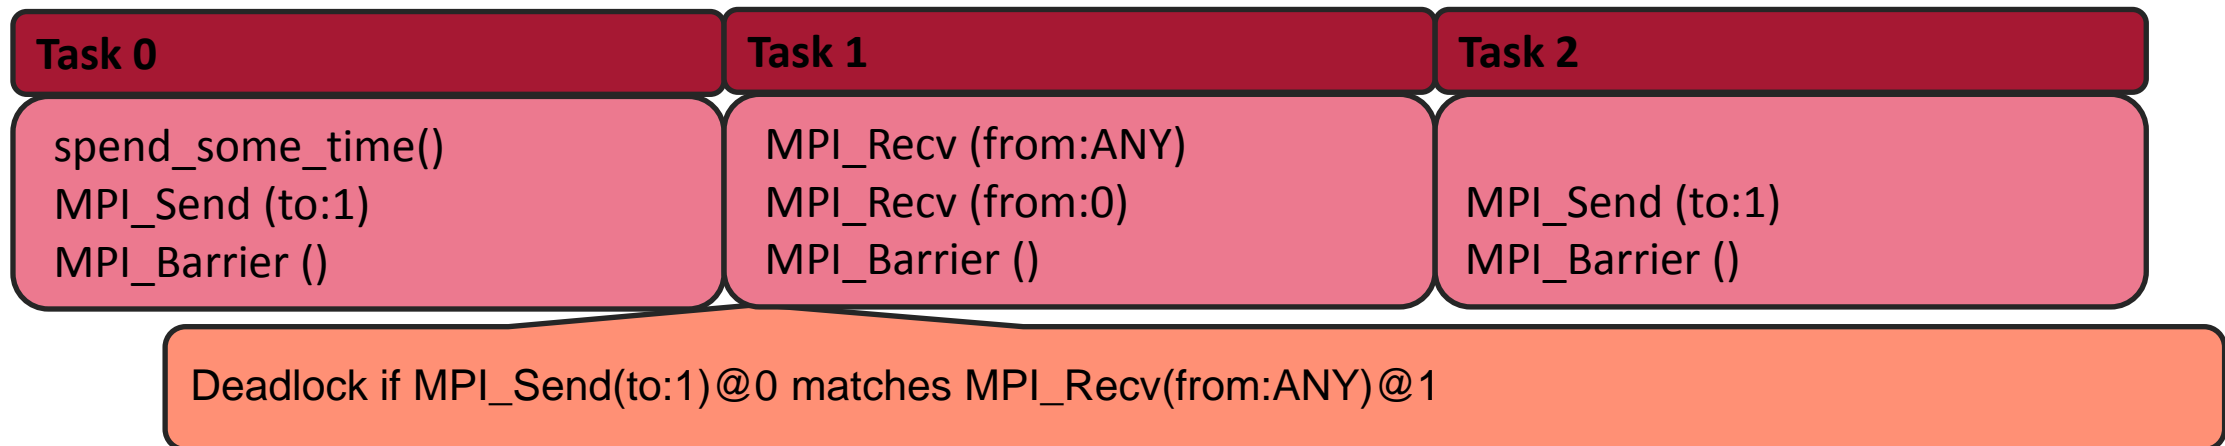 Task 0
spend_some_time()
MPI_Send (to:1)
MPI_Barrier ()
Task 1
MPI_Recv (from:ANY)
MPI_Recv (from:0)
MPI_Barrier ()
Task 2
MPI_Send (to:1)
MPI_Barrier ()
Deadlock if MPI_Send(to:1)@0 matches MPI_Recv(from:ANY)@1